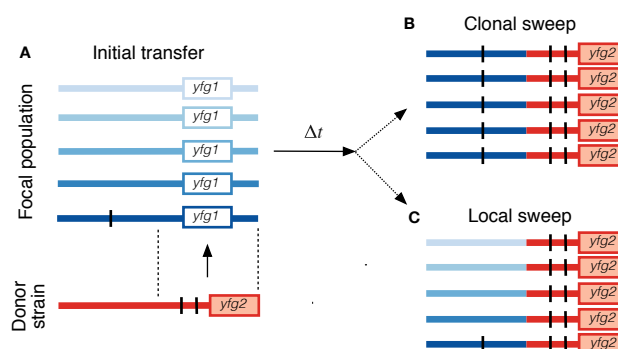 A
Initial transfer
Focal population
yfg1
yfg1
yfg1
yfg1
yfg1
Donor
strain
yfg2
Δt
B
Clonal sweep
yfg2
yfg2
yfg2
yfg2
yfg2
C
Local sweep
yfg2
yfg2
yfg2
yfg2
yfg2